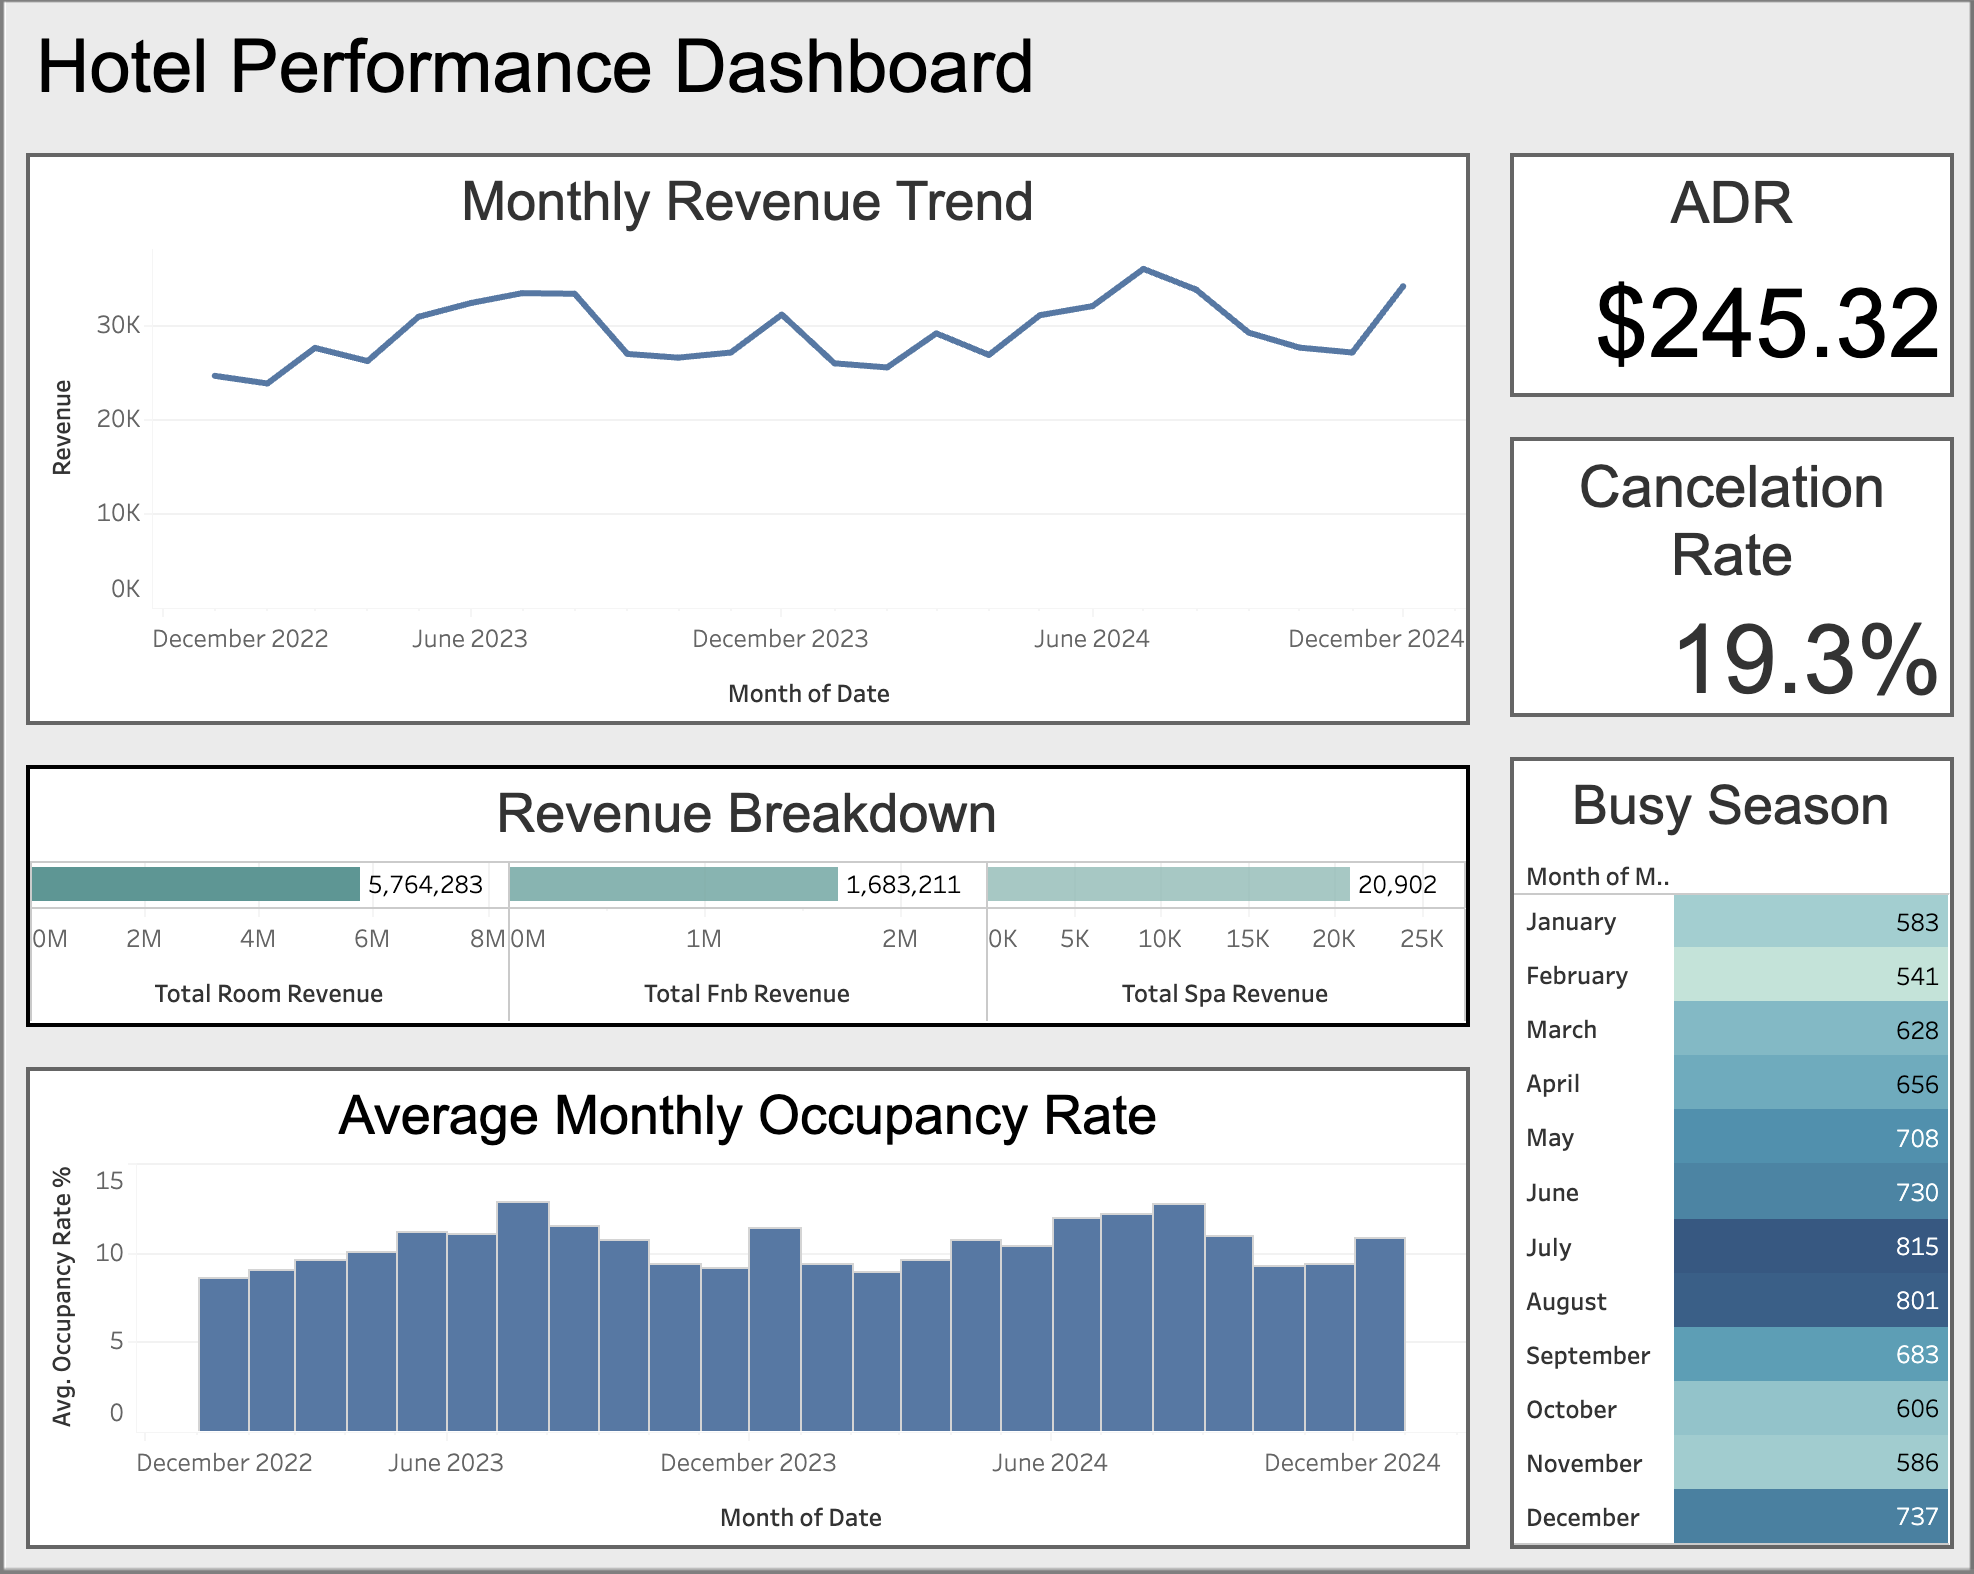 Hotel Performance Dashboard
Monthly Revenue Trend
Revenue
30K
20K
10K
0K
December 2022 June 2023 December 2023 June 2024 December 2024
Month of Date
ADR
$245.32
Cancelation
Rate
19.3%
Revenue Breakdown
5,764,283 1,683,211 20,902
0M 2M 4M 6M 8M 0M 1M 2M 0K 5K 10K 15K 20K 25K
Total Room Revenue Total Fnb Revenue Total Spa Revenue
Average Monthly Occupancy Rate
Avg. Occupancy Rate %
15
10
5
0
December 2022 June 2023 December 2023 June 2024 December 2024
Month of Date
Busy Season
Month of M..
January 583
February 541
March 628
April 656
May 708
June 730
July 815
August 801
September 683
October 606
November 586
December 737